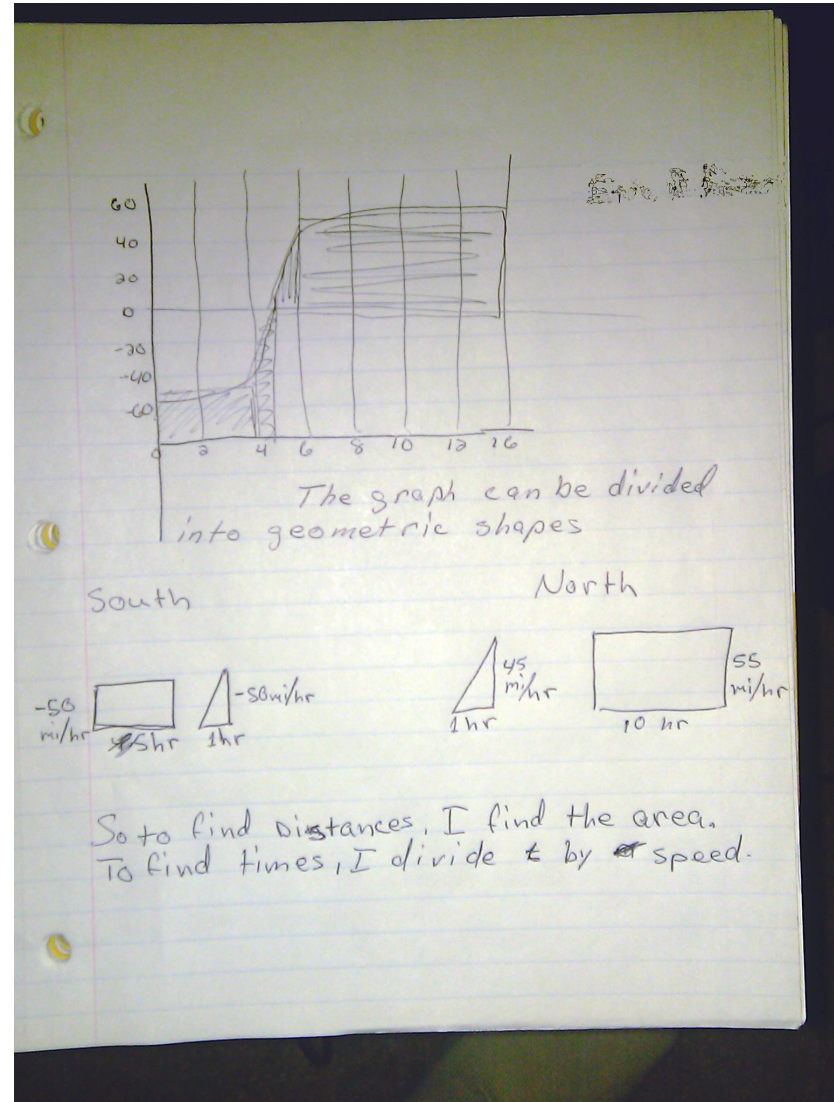 60
40
20
0
-20
-40
-60
0 2 4 6 8 10 12 16
The graph can be divided
into geometric shapes
South
North
-50
mi/hr
5hr
-50mi/hr
1hr
45
mi/hr
1hr
55
mi/hr
10 hr
So to find Distances, I find the area.
To find times, I divide t by speed.